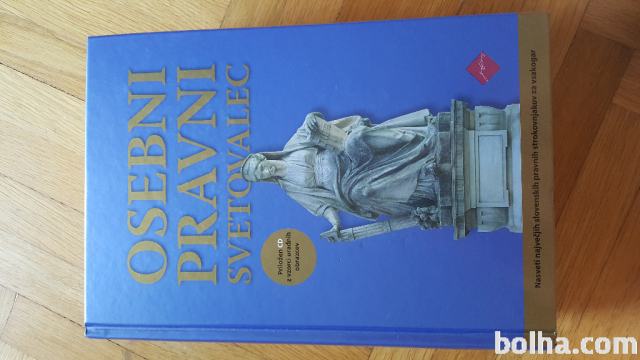 OSEBNI
PRAVNI
SVETOVALEC
Priložen CD
z vzorci uradnih
obrazcev
Nasveti največjih slovenskih pravnih strokovnjakov za vsakogar
bolha.com